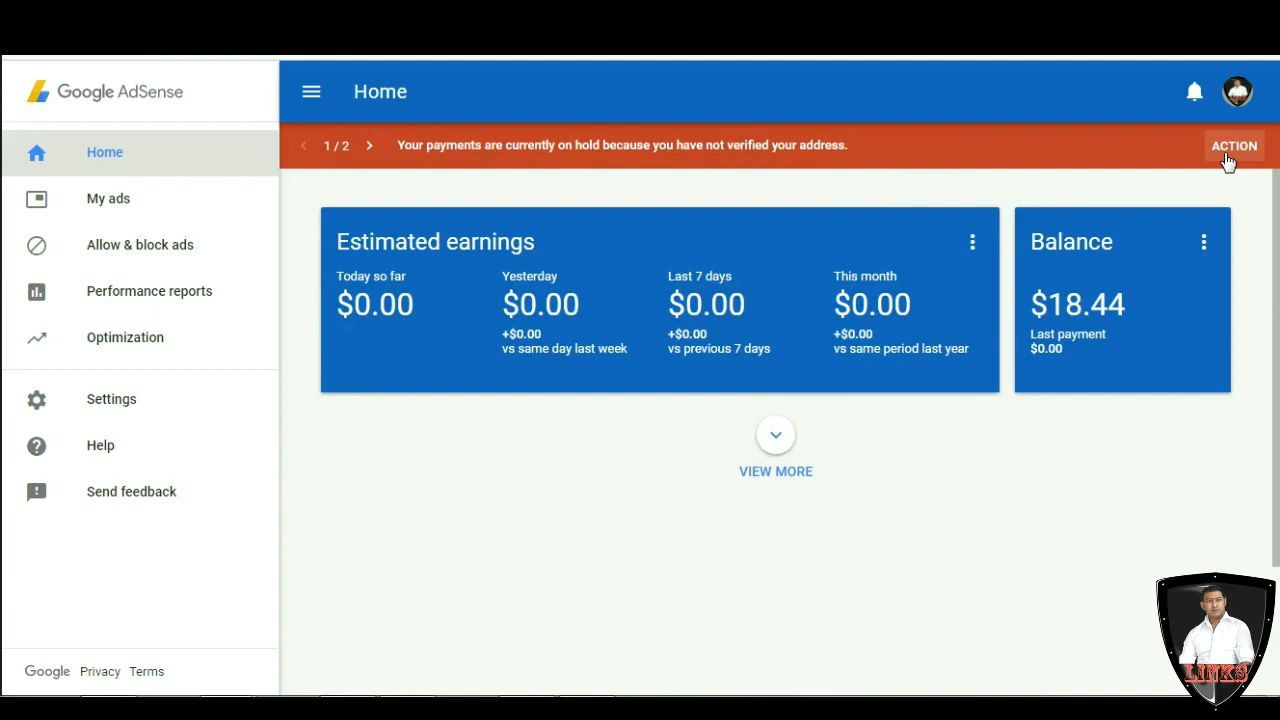 Google AdSense
Home
1 / 2
Your payments are currently on hold because you have not verified your address.
ACTION
Home
My ads
Allow & block ads
Performance reports
Optimization
Settings
Help
Send feedback
Estimated earnings
Today so far
$0.00
Yesterday
$0.00
+$0.00
vs same day last week
Last 7 days
$0.00
+$0.00
vs previous 7 days
This month
$0.00
+$0.00
vs same period last year
Balance
$18.44
Last payment
$0.00
VIEW MORE
Google Privacy Terms
LINKS